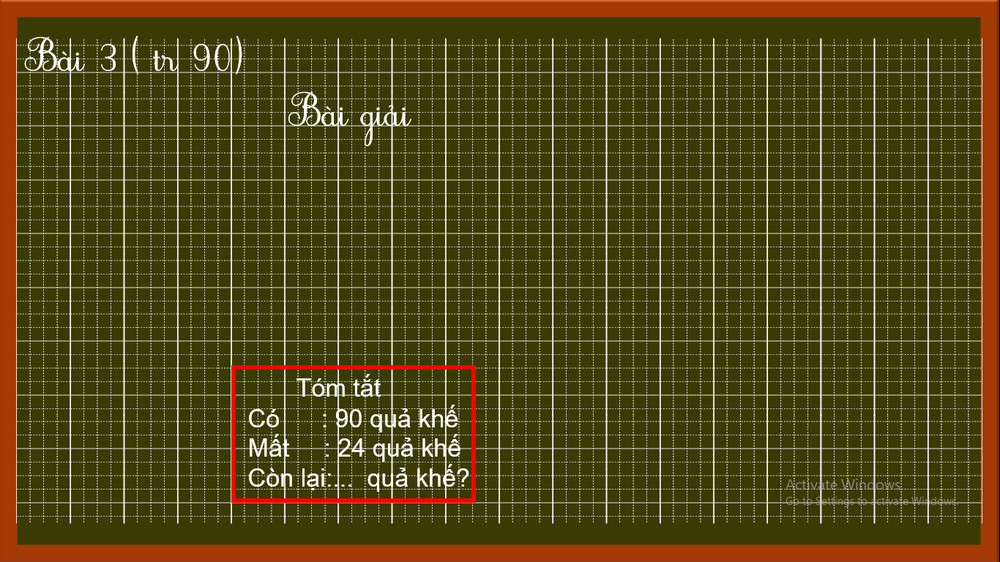 Bài 3 ( tr 90)
Bài giải
Tóm tắt
Có : 90 quả khế
Mất : 24 quả khế
Còn lại:... quả khế?
Activate Windows
Go to Settings to activate Windows.